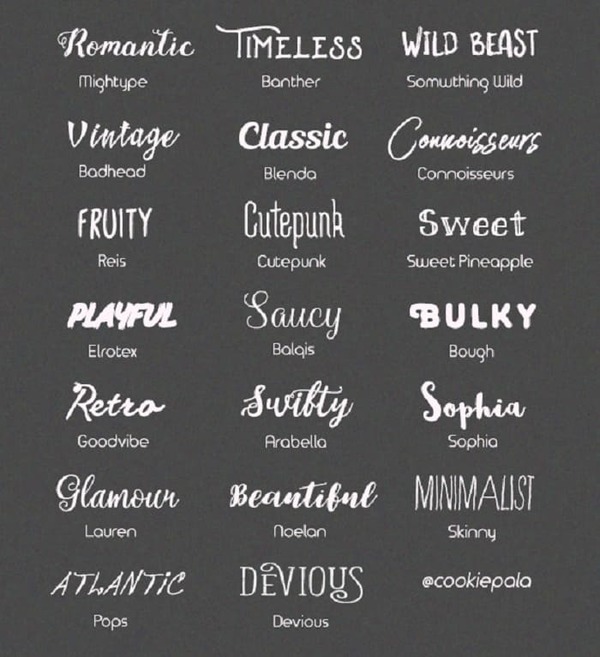 Romantic TIMELESS WILD BEAST
Mightype Banther Somwthing Wild
Vintage Classic Connoisseurs
Badhead Blenda Connoisseurs
FRUITY Cutepunk Sweet
Reis Cutepunk Sweet Pineapple
PLAYFUL Saucy BULKY
Elrotex Balqis Bough
Retro Swifty Sophia
Goodvibe Arabella Sophia
Glamour Beautiful MINIMALIST
Lauren Noelan Skinny
ATLANTIC DEVIOUS @cookiepala
Pops Devious